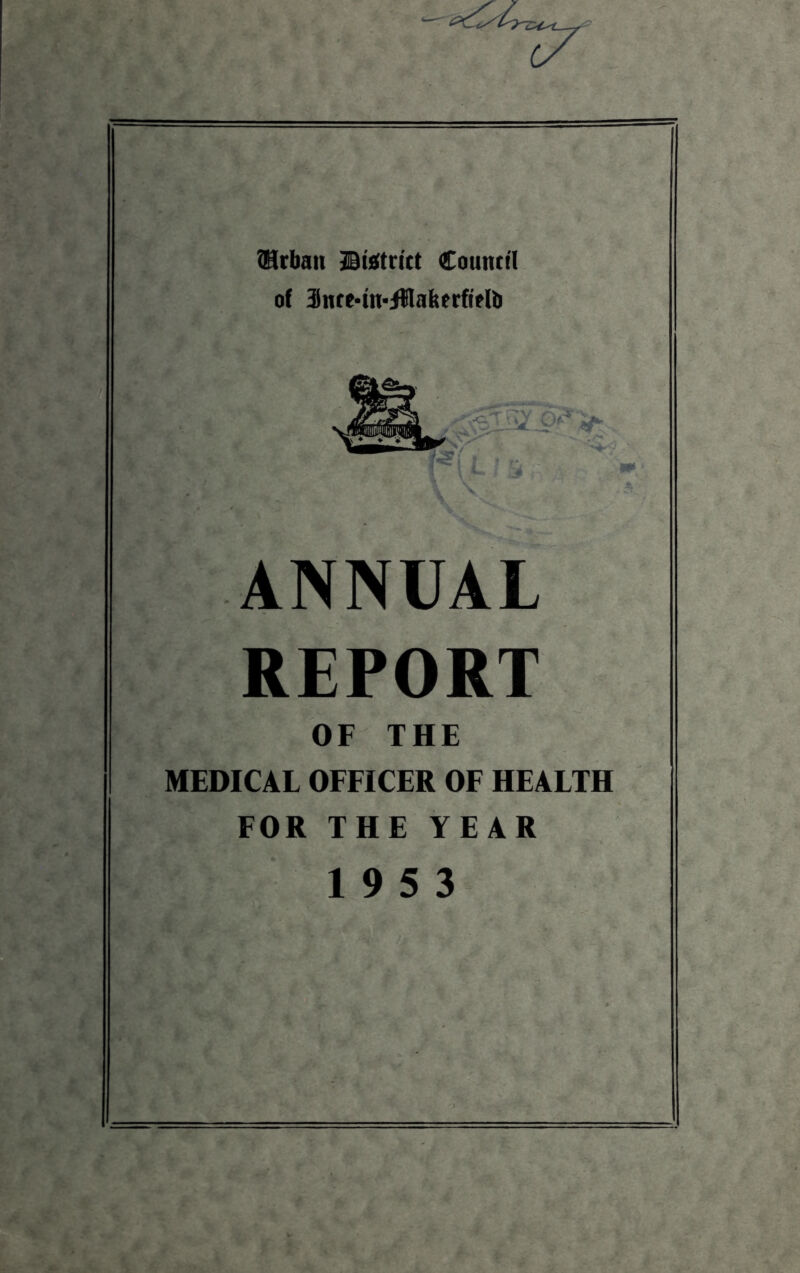 Library
Urban District Council
of Ince-in-Makerfield
ANNUAL
REPORT
OF THE
MEDICAL OFFICER OF HEALTH
FOR THE YEAR
1953